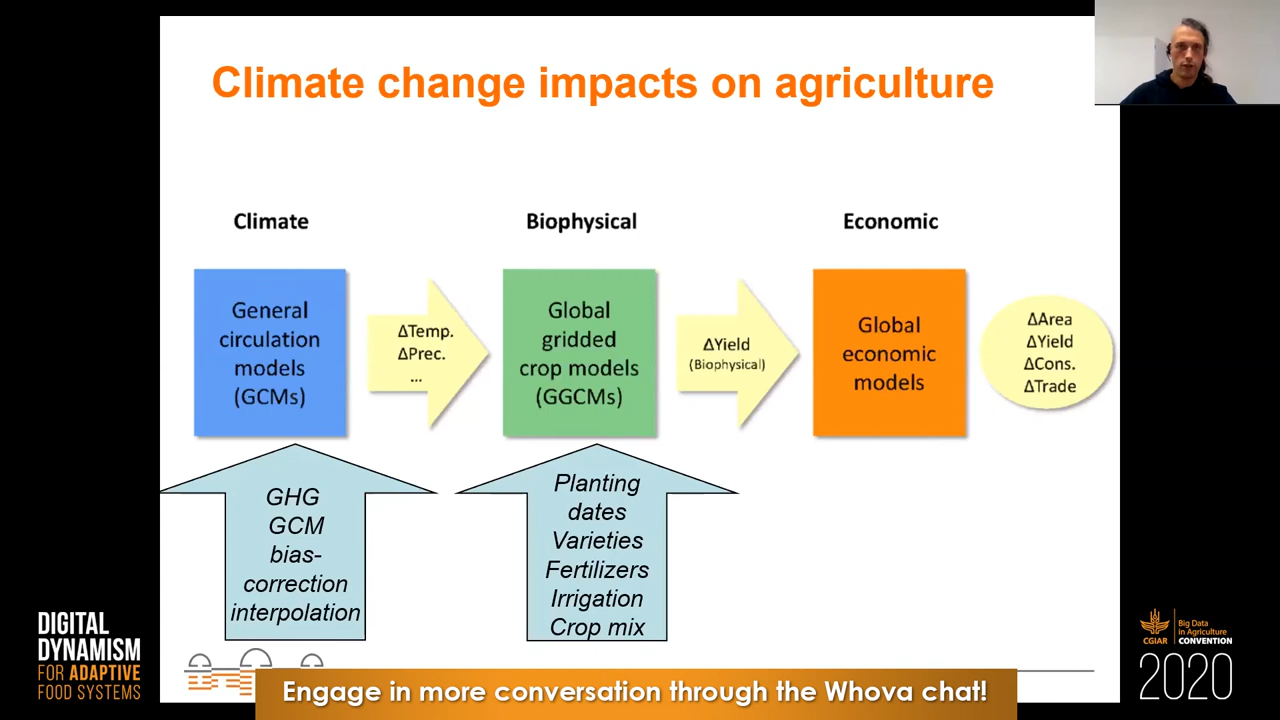 Climate change impacts on agriculture
Climate
Biophysical
Economic
General
circulation
models
(GCMs)
ΔTemp.
ΔPrec.
...
Global
gridded
crop models
(GGCMs)
ΔYield
(Biophysical)
Global
economic
models
ΔArea
ΔYield
ΔCons.
ΔTrade
GHG
GCM
bias-
correction
interpolation
Planting
dates
Varieties
Fertilizers
Irrigation
Crop mix
DIGITAL
DYNAMISM
FOR ADAPTIVE
FOOD SYSTEMS
Engage in more conversation through the Whova chat!
CGIAR
Big Data
in Agriculture
CONVENTION
2020